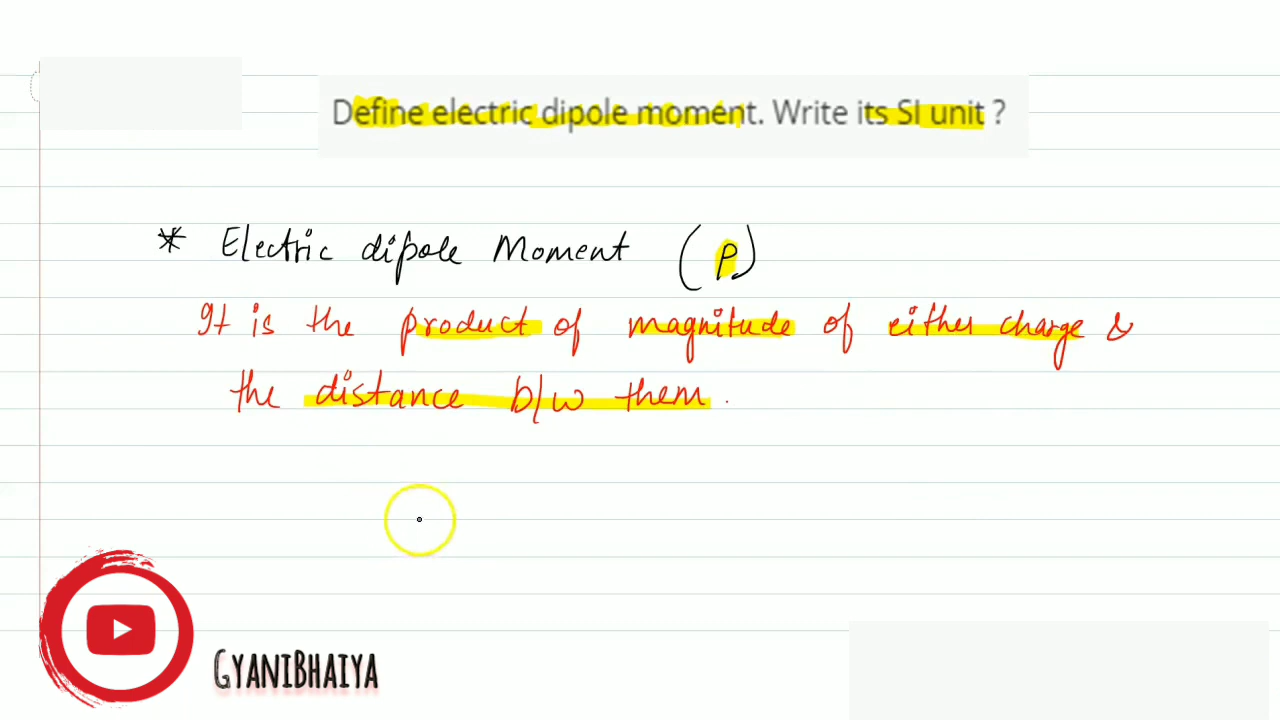 Define electric dipole moment. Write its SI unit ?
* Electric dipole Moment (P)
It is the product of magnitude of either charge &
the distance b/w them.
GYANIBHAIYA